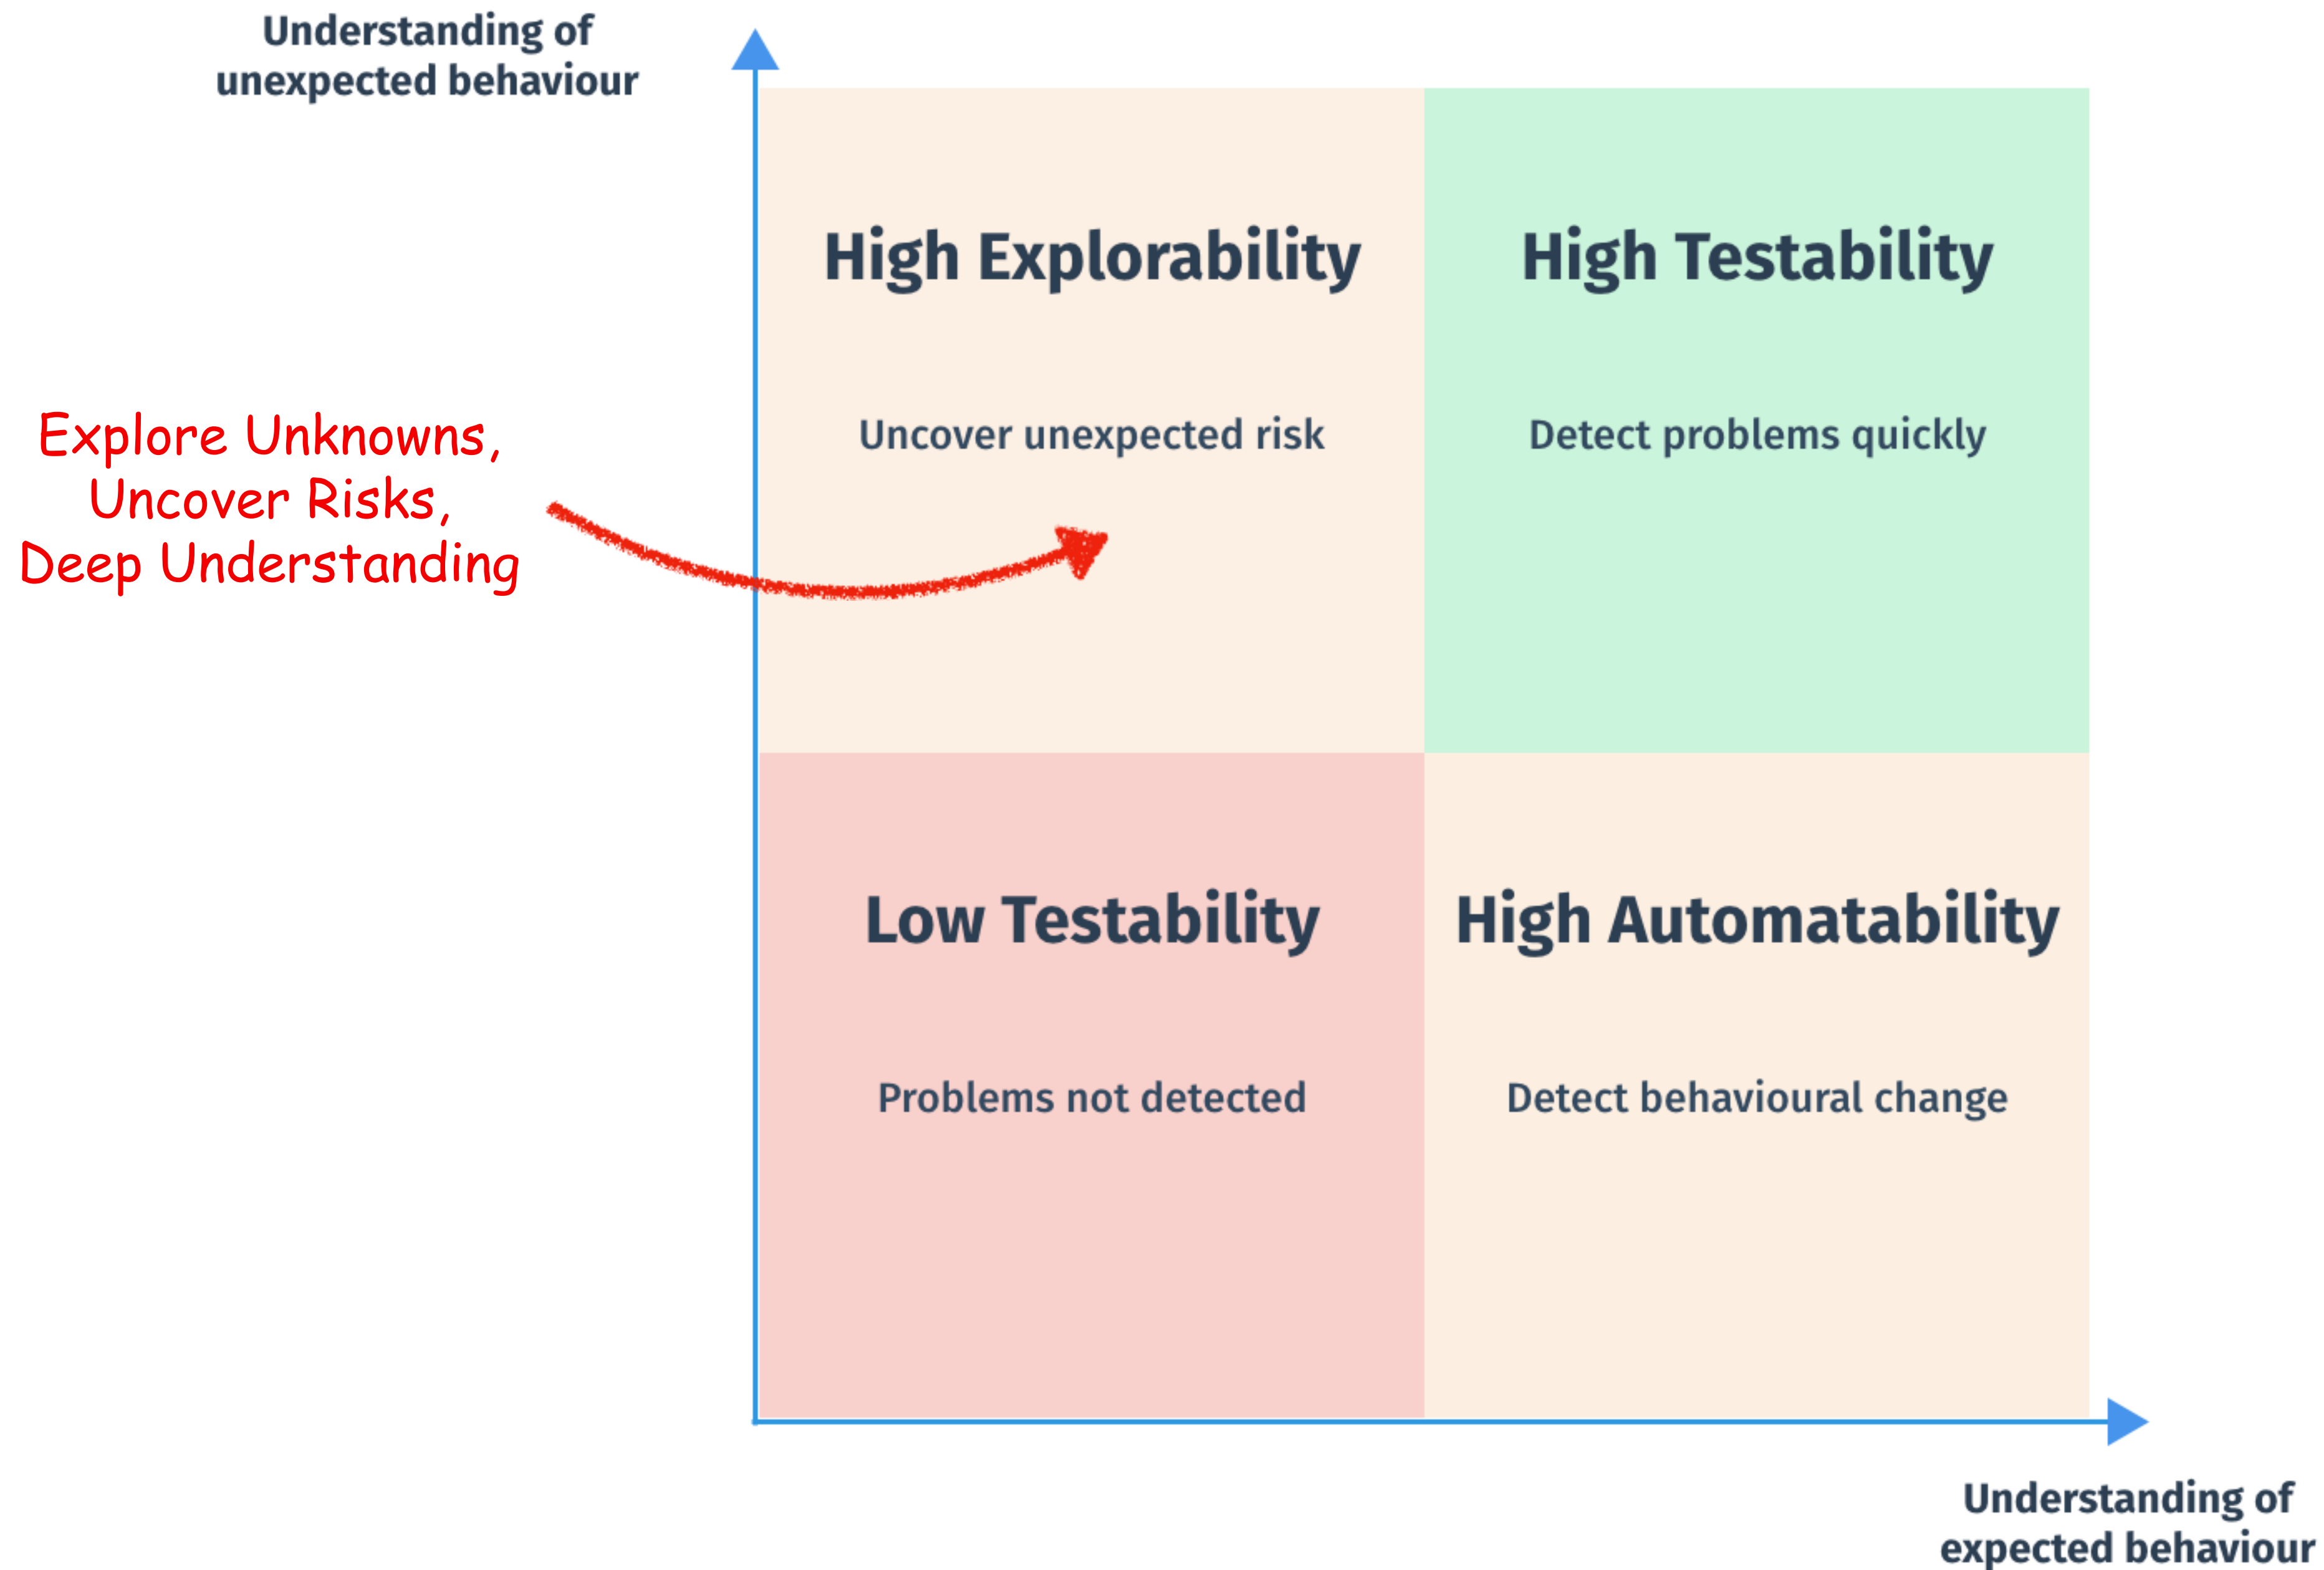 Understanding of
unexpected behaviour
High Explorability
High Testability
Uncover unexpected risk
Detect problems quickly
Explore Unknowns,
Uncover Risks,
Deep Understanding
Low Testability
High Automatability
Problems not detected
Detect behavioural change
Understanding of
expected behaviour